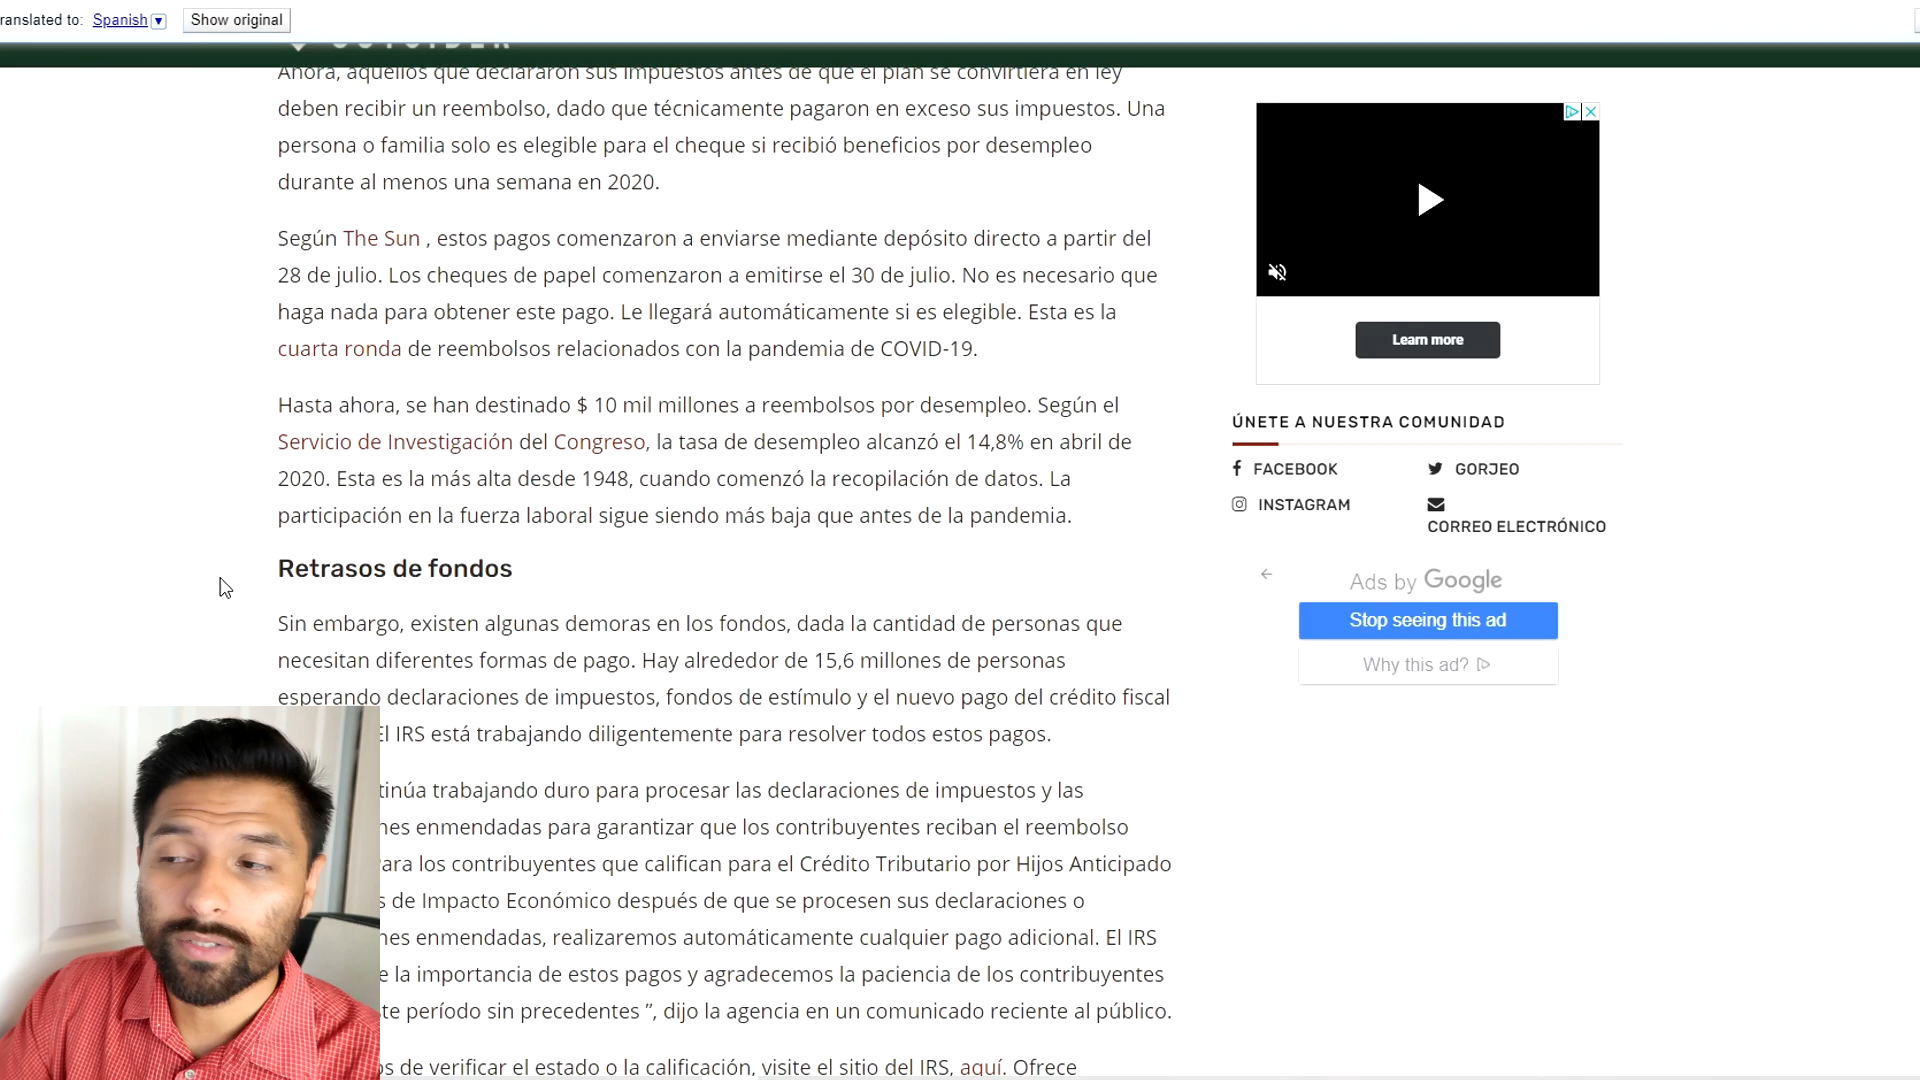 ranslated to: Spanish Show original
Ahora, aquellos que declararon sus impuestos antes de que el plan se convirtiera en ley
deben recibir un reembolso, dado que técnicamente pagaron en exceso sus impuestos. Una
persona o familia solo es elegible para el cheque si recibió beneficios por desempleo
durante al menos una semana en 2020.
Según The Sun , estos pagos comenzaron a enviarse mediante depósito directo a partir del
28 de julio. Los cheques de papel comenzaron a emitirse el 30 de julio. No es necesario que
haga nada para obtener este pago. Le llegará automáticamente si es elegible. Esta es la
cuarta ronda de reembolsos relacionados con la pandemia de COVID-19.
Hasta ahora, se han destinado $ 10 mil millones a reembolsos por desempleo. Según el
Servicio de Investigación del Congreso, la tasa de desempleo alcanzó el 14,8% en abril de
2020. Esta es la más alta desde 1948, cuando comenzó la recopilación de datos. La
participación en la fuerza laboral sigue siendo más baja que antes de la pandemia.
Retrasos de fondos
Sin embargo, existen algunas demoras en los fondos, dada la cantidad de personas que
necesitan diferentes formas de pago. Hay alrededor de 15,6 millones de personas
esperando declaraciones de impuestos, fondos de estímulo y el nuevo pago del crédito fiscal
El IRS está trabajando diligentemente para resolver todos estos pagos.
tinúa trabajando duro para procesar las declaraciones de impuestos y las
nes enmendadas para garantizar que los contribuyentes reciban el reembolso
ara los contribuyentes que califican para el Crédito Tributario por Hijos Anticipado
s de Impacto Económico después de que se procesen sus declaraciones o
nes enmendadas, realizaremos automáticamente cualquier pago adicional. El IRS
e la importancia de estos pagos y agradecemos la paciencia de los contribuyentes
te período sin precedentes ”, dijo la agencia en un comunicado reciente al público.
os de verificar el estado o la calificación, visite el sitio del IRS, aquí. Ofrece
Learn more
ÚNETE A NUESTRA COMUNIDAD
FACEBOOK
GORJEO
INSTAGRAM
CORREO ELECTRÓNICO
Ads by Google
Stop seeing this ad
Why this ad?